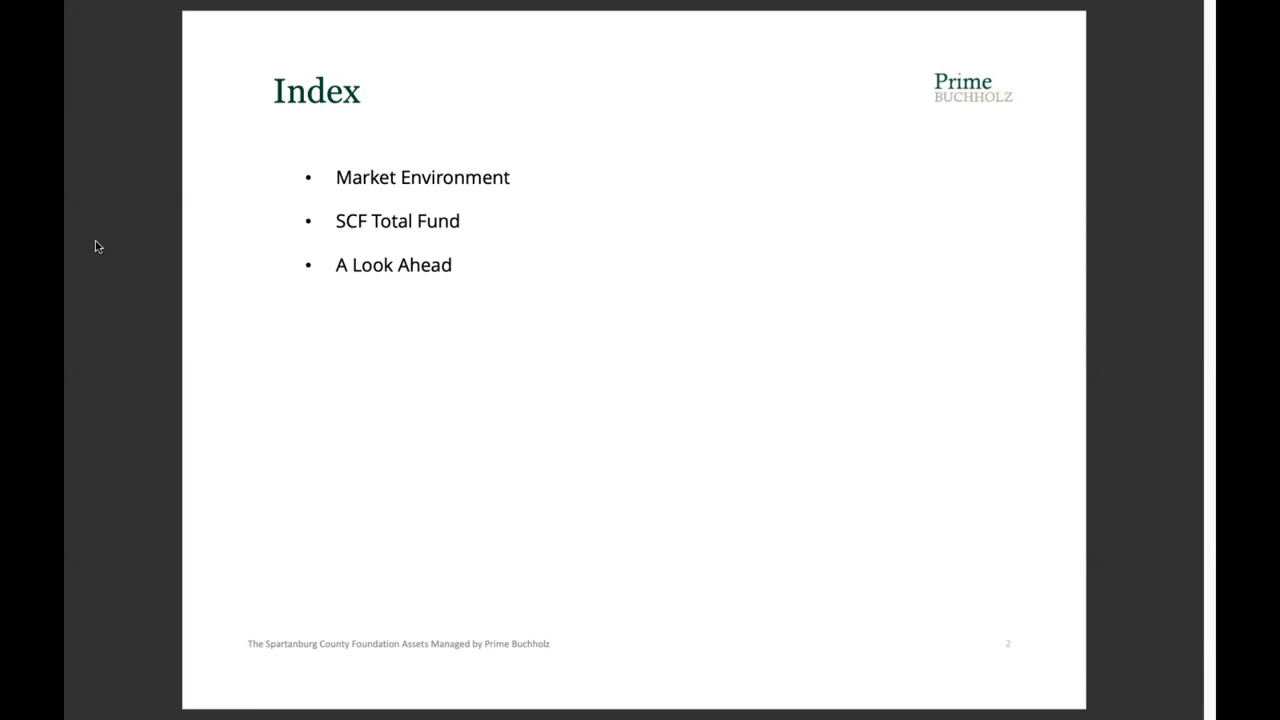 Index
Prime
BUCHHOLZ
• Market Environment
• SCF Total Fund
• A Look Ahead
The Spartanburg County Foundation Assets Managed by Prime Buchholz
2